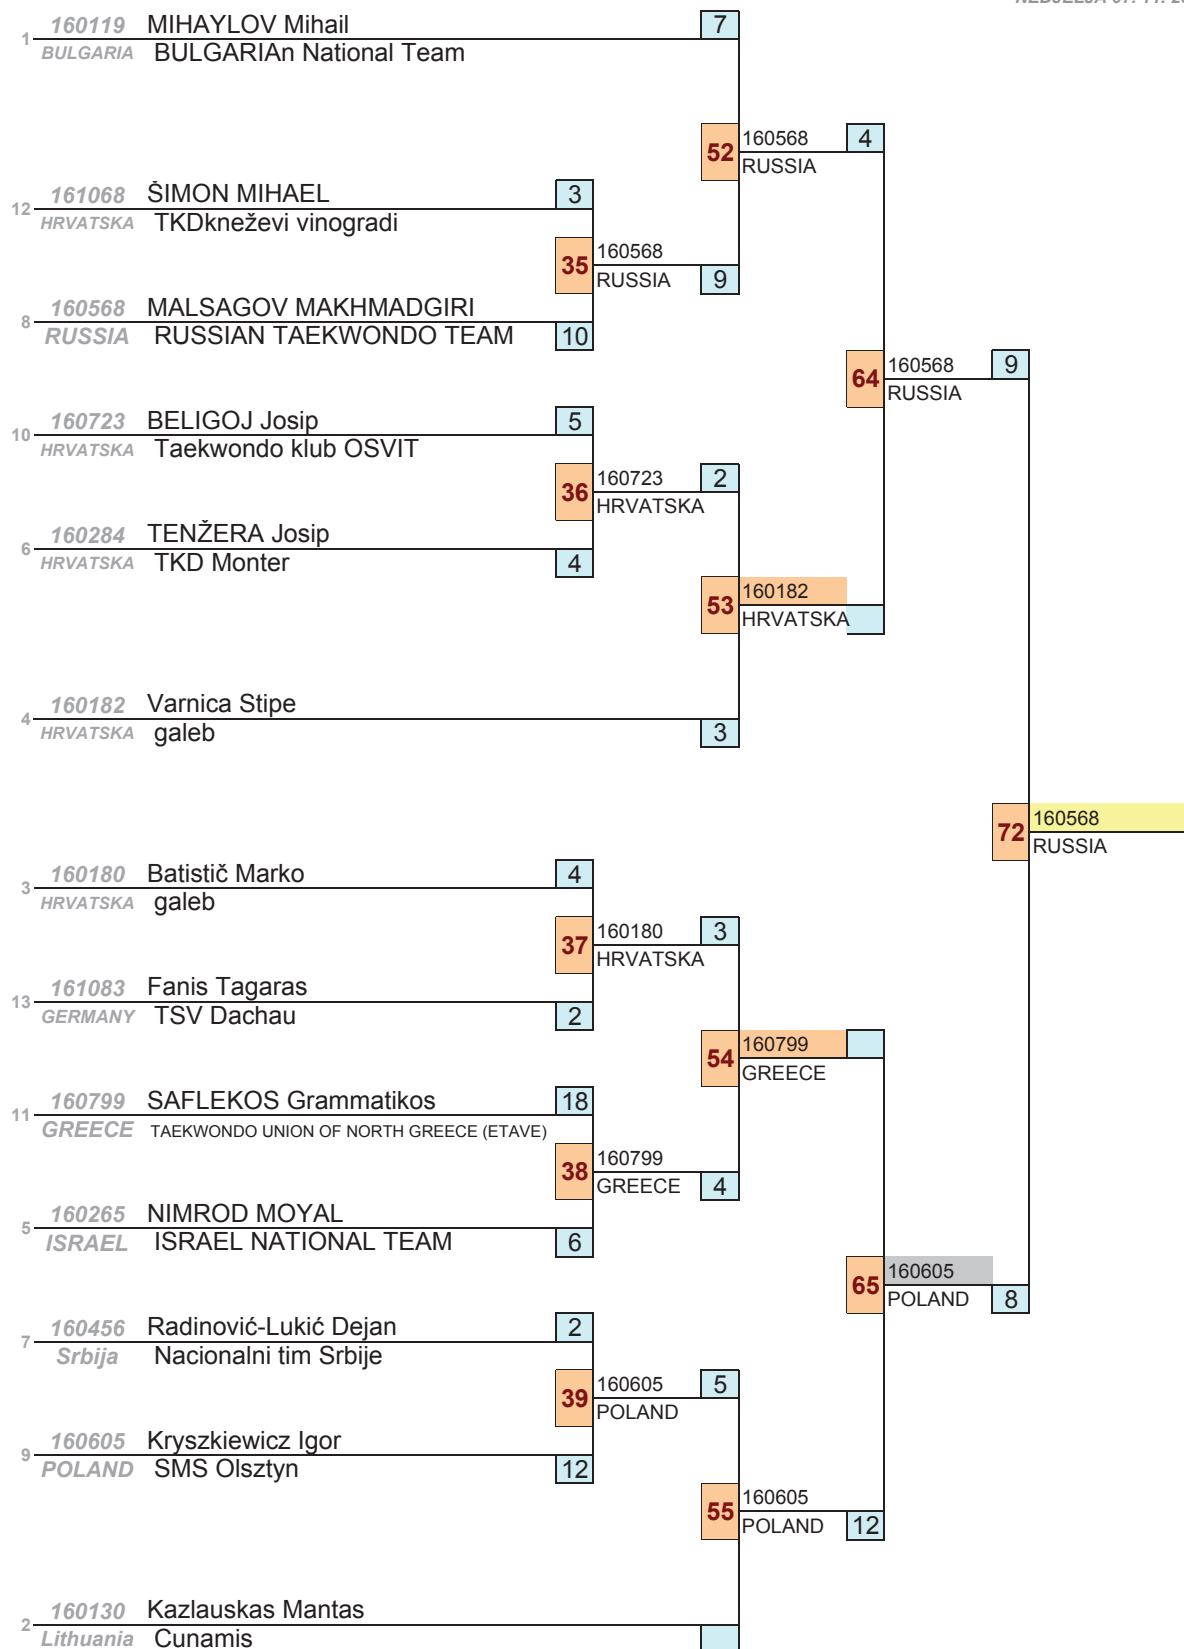 160119 MIHAYLOV Mihail 7
1
BULGARIA BULGARIAn National Team
160568 4
52
RUSSIA
161068 ŠIMON MIHAEL 3
12
HRVATSKA TKDkneževi vinogradi
160568
35
RUSSIA 9
160568 MALSAGOV MAKHMADGIRI
8
RUSSIA RUSSIAN TAEKWONDO TEAM 10
160568 9
64
RUSSIA
160723 BELIGOJ Josip 5
10
HRVATSKA Taekwondo klub OSVIT
160723 2
36
HRVATSKA
160284 TENŽERA Josip
6
HRVATSKA TKD Monter 4
160182
53
HRVATSKA
160182 Varnica Stipe
4
HRVATSKA galeb 3
160568
72
RUSSIA
160180 Batistič Marko 4
3
HRVATSKA galeb
160180 3
37
HRVATSKA
161083 Fanis Tagaras
13
GERMANY TSV Dachau 2
160799
54
GREECE
160799 SAFLEKOS Grammatikos 18
11
GREECE TAEKWONDO UNION OF NORTH GREECE (ETAVE)
160799
38
GREECE 4
160265 NIMROD MOYAL
5
ISRAEL ISRAEL NATIONAL TEAM 6
160605
65
POLAND 8
160456 Radinović-Lukić Dejan 2
7
Srbija Nacionalni tim Srbije
160605 5
39
POLAND
160605 Kryszkiewicz Igor
9
POLAND SMS Olsztyn 12
160605
55
POLAND 12
160130 Kazlauskas Mantas
2
Lithuania Cunamis